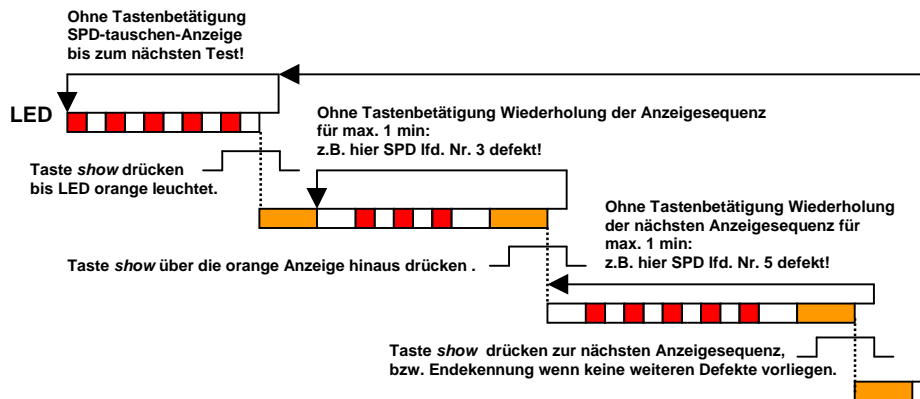 Ohne Tastenbetätigung
SPD-tauschen-Anzeige
bis zum nächsten Test!
LED
Ohne Tastenbetätigung Wiederholung der Anzeigesequenz
für max. 1 min:
z.B. hier SPD lfd. Nr. 3 defekt!
Taste show drücken
bis LED orange leuchtet.
Ohne Tastenbetätigung Wiederholung
der nächsten Anzeigesequenz für
max. 1 min:
z.B. hier SPD lfd. Nr. 5 defekt!
Taste show über die orange Anzeige hinaus drücken .
Taste show drücken zur nächsten Anzeigesequenz,
bzw. Endekennung wenn keine weiteren Defekte vorliegen.